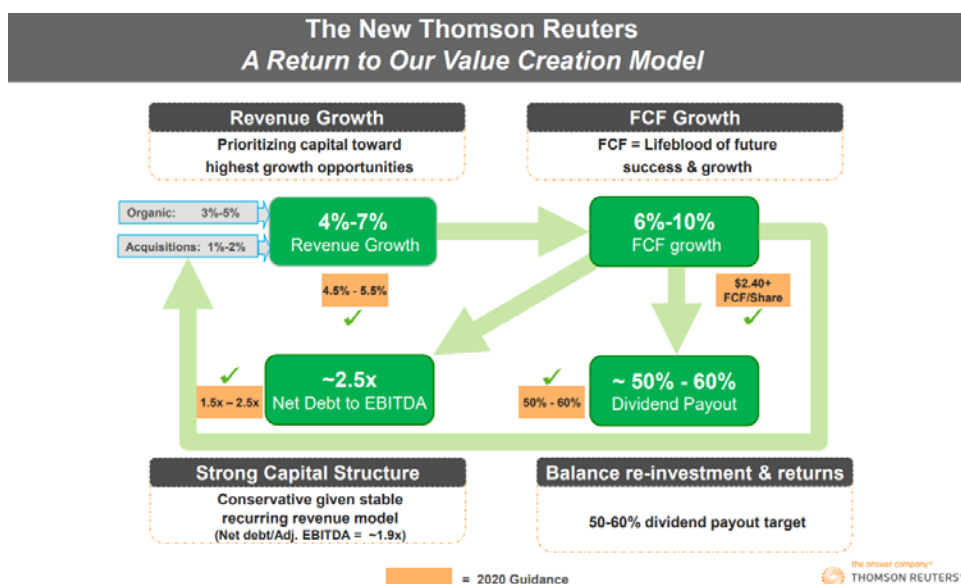 The New Thomson Reuters
A Return to Our Value Creation Model
Revenue Growth
Prioritizing capital toward
highest growth opportunities
FCF Growth
FCF = Lifeblood of future
success & growth
Organic: 3%-5%
Acquisitions: 1%-2%
4%-7%
Revenue Growth
6%-10%
FCF growth
4.5% - 5.5%
$2.40+
FCF/Share
~2.5x
Net Debt to EBITDA
1.5x – 2.5x
~ 50% - 60%
Dividend Payout
50% - 60%
Strong Capital Structure
Conservative given stable
recurring revenue model
(Net debt/Adj. EBITDA = ~1.9x)
Balance re-investment & returns
50-60% dividend payout target
= 2020 Guidance
the answer company™
THOMSON REUTERS®